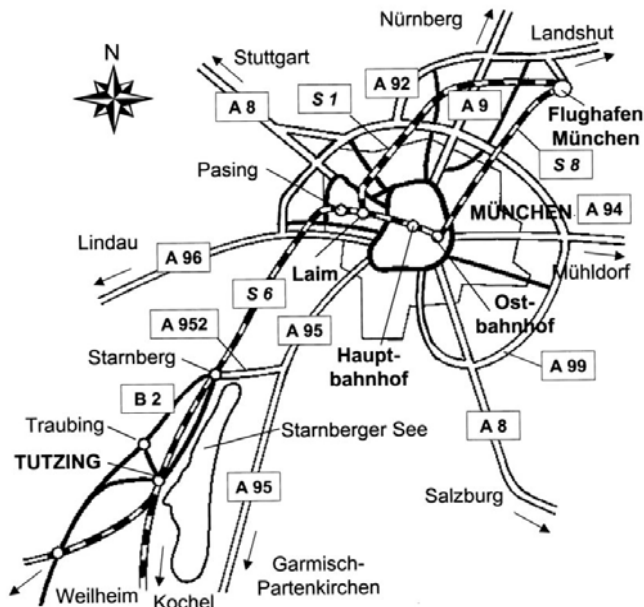 Nürnberg
Landshut
N
Stuttgart
A 92
S 1
A 9
A 8
Flughafen
München
S 8
Pasing
MÜNCHEN
A 94
Lindau
A 96
Laim
Mühldorf
S 6
Ost-
bahnhof
A 952
A 95
Haupt-
bahnhof
Starnberg
A 99
B 2
Traubing
Starnberger See
A 8
TUTZING
A 95
Salzburg
Garmisch-
Partenkirchen
Weilheim
Kochel